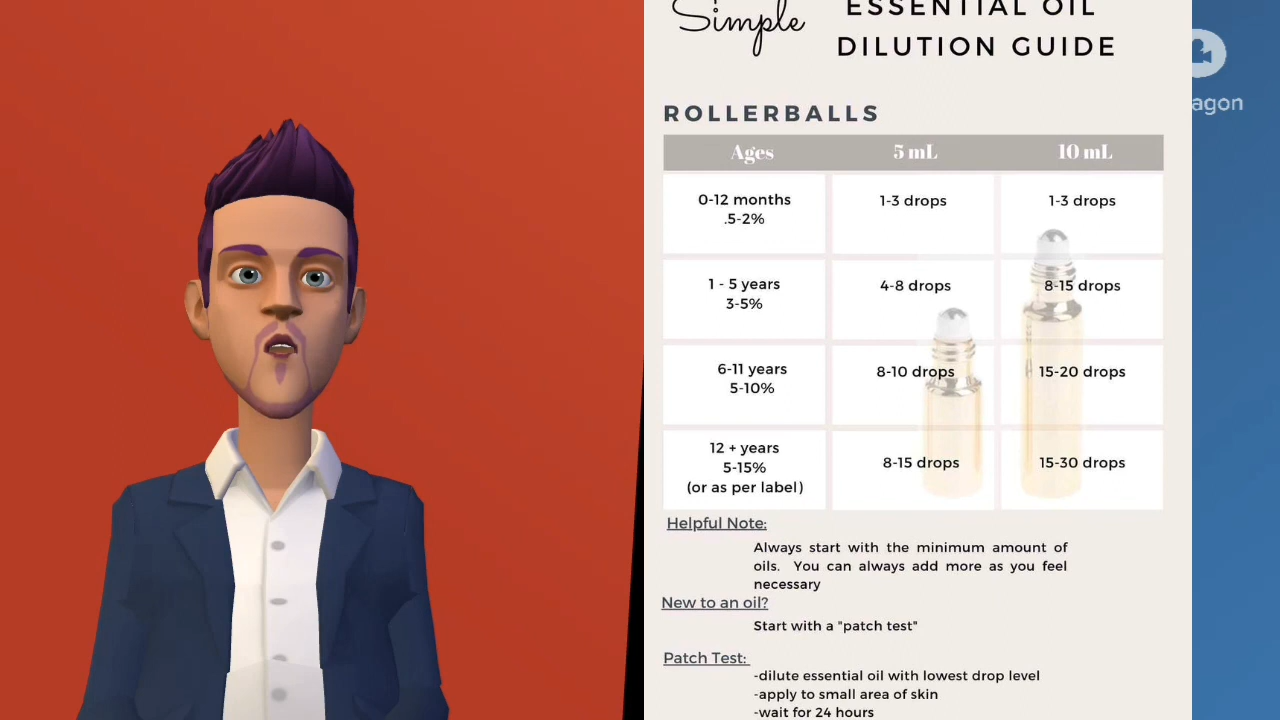 Simple
ESSENTIAL OIL
DILUTION GUIDE
agon
ROLLERBALLS
Ages 5 mL 10 mL
0-12 months
.5-2%
1-3 drops 1-3 drops
1 - 5 years
3-5%
4-8 drops 8-15 drops
6-11 years
5-10%
8-10 drops 15-20 drops
12 + years
5-15%
(or as per label)
8-15 drops 15-30 drops
Helpful Note:
Always start with the minimum amount of
oils. You can always add more as you feel
necessary
New to an oil?
Start with a "patch test"
Patch Test:
-dilute essential oil with lowest drop level
-apply to small area of skin
-wait for 24 hours